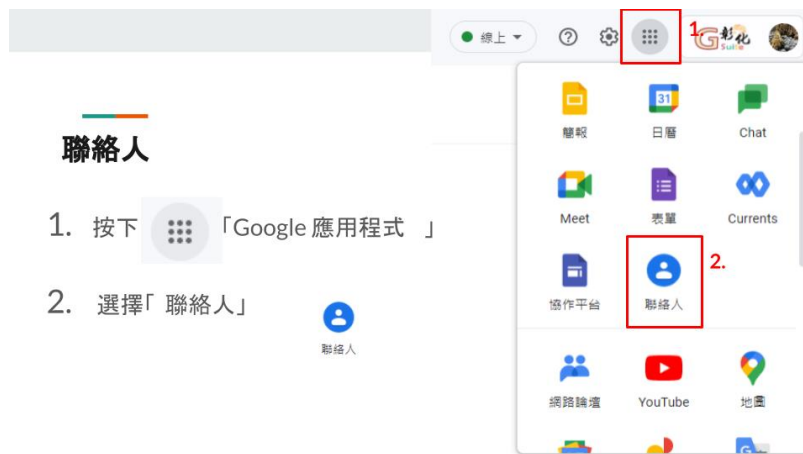 聯絡人
1. 按下 「Google 應用程式 」
2. 選擇「 聯絡人」
聯絡人
線上
1.
G彰化
Suite
31
簡報 日曆 Chat
Meet 表單 Currents
2.
協作平台 聯絡人
網路論壇 YouTube 地圖
G